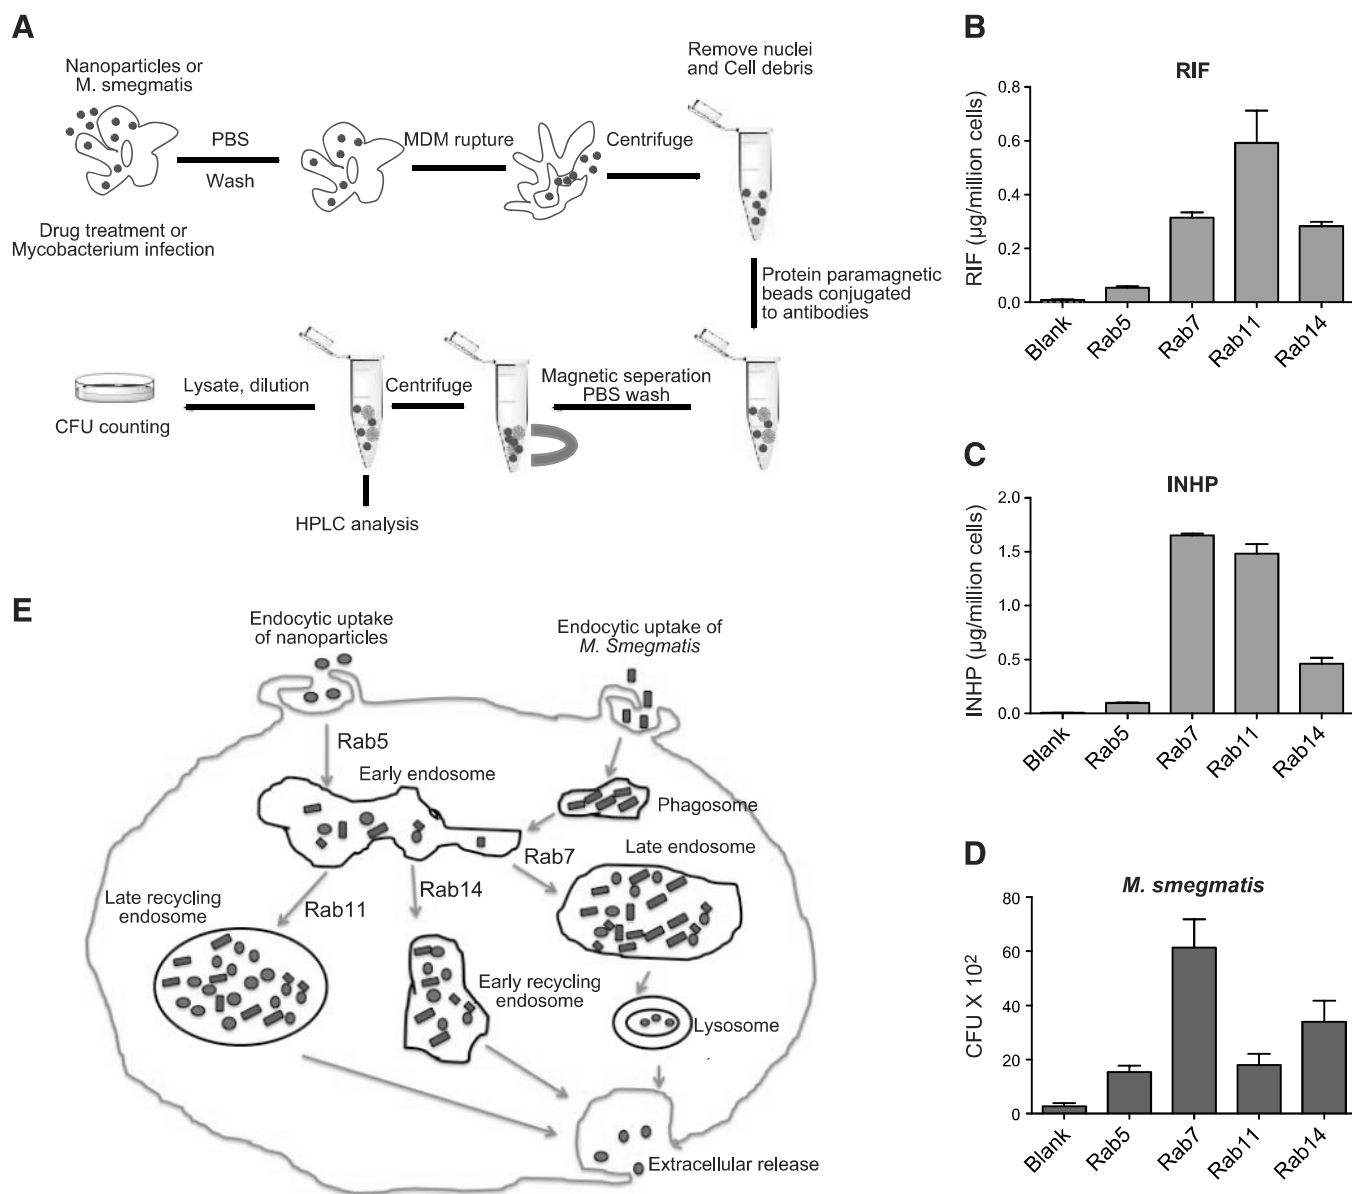 A
Nanoparticles or
M. smegmatis
PBS
Wash
MDM rupture
Centrifuge
Remove nuclei
and Cell debris
Drug treatment or
Mycobacterium infection
Protein paramagnetic
beads conjugated
to antibodies
Magnetic seperation
PBS wash
Centrifuge
Lysate, dilution
CFU counting
HPLC analysis
B
RIF
RIF (µg/million cells)
0.8
0.6
0.4
0.2
0.0
Blank
Rab5
Rab7
Rab11
Rab14
C
INHP
INHP (µg/million cells)
2.0
1.5
1.0
0.5
0.0
Blank
Rab5
Rab7
Rab11
Rab14
D
M. smegmatis
CFU X 10²
80
60
40
20
0
Blank
Rab5
Rab7
Rab11
Rab14
E
Endocytic uptake
of nanoparticles
Endocytic uptake of
M. Smegmatis
Rab5
Early endosome
Phagosome
Rab7
Late endosome
Rab14
Rab11
Late recycling
endosome
Early recycling
endosome
Lysosome
Extracellular release